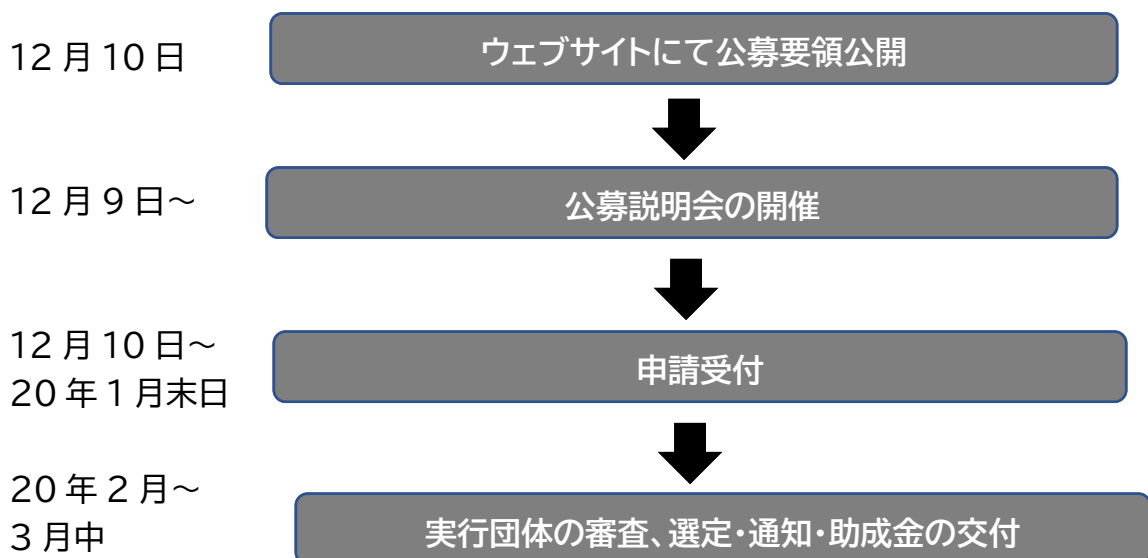 12月10日
ウェブサイトにて公募要領公開
12月9日～
公募説明会の開催
12月10日～
20年1月末日
申請受付
20年2月～
3月中
実行団体の審査、選定・通知・助成金の交付